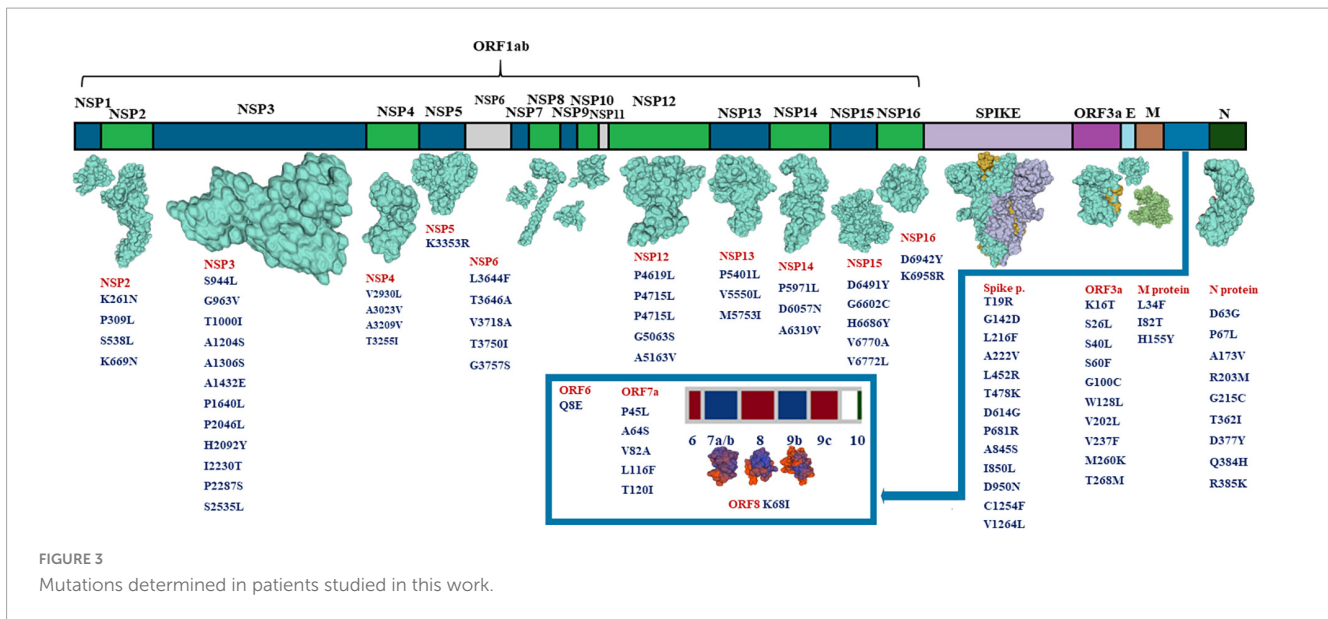 ORF1ab
NSP1
NSP2
NSP3
NSP4
NSP5
NSP6
NSP7
NSP8
NSP9
NSP10
NSP11
NSP12
NSP13
NSP14
NSP15
NSP16
SPIKE
ORF3a
E
M
N
NSP2
K261N
P309L
S538L
K669N
NSP3
S944L
G963V
T1000I
A1204S
A1306S
A1432E
P1640L
P2046L
H2092Y
I2230T
P2287S
S2535L
NSP4
V2930L
A3023V
A3209V
T3255I
NSP5
K3353R
NSP6
L3644F
T3646A
V3718A
T3750I
G3757S
NSP12
P4619L
P4715L
P4715L
G5063S
A5163V
NSP13
P5401L
V5550L
M5753I
NSP14
P5971L
D6057N
A6319V
NSP15
D6491Y
G6602C
H6686Y
V6770A
V6772L
NSP16
D6942Y
K6958R
Spike p.
T19R
G142D
L216F
A222V
L452R
T478K
D614G
P681R
A845S
I850L
D950N
C1254F
V1264L
ORF3a
K16T
S26L
S40L
S60F
G100C
W128L
V202L
V237F
M260K
T268M
M protein
L34F
I82T
H155Y
N protein
D63G
P67L
A173V
R203M
G215C
T362I
D377Y
Q384H
R385K
ORF6
Q8E
ORF7a
P45L
A64S
V82A
L116F
T120I
6 7a/b 8 9b 9c 10
ORF8 K68I
FIGURE 3
Mutations determined in patients studied in this work.